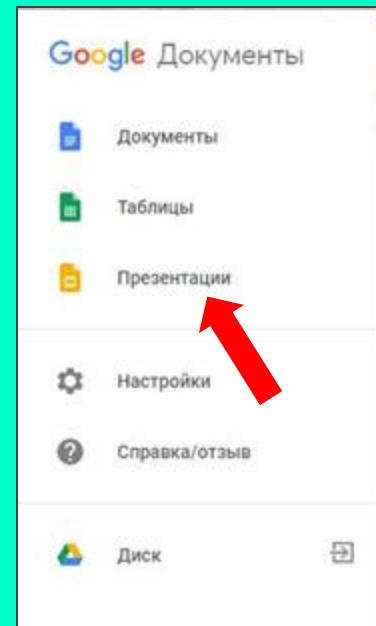 Google Документы
Документы
Таблицы
Презентации
Настройки
Справка/отзыв
Диск